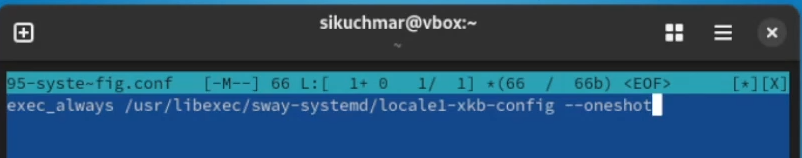 sikuchmar@vbox:~
~
95-syste~fig.conf [-M--] 66 L:[ 1+ 0 1/ 1] *(66 / 66b) <EOF> [*][X]
exec_always /usr/libexec/sway-systemd/locale1-xkb-config --oneshot